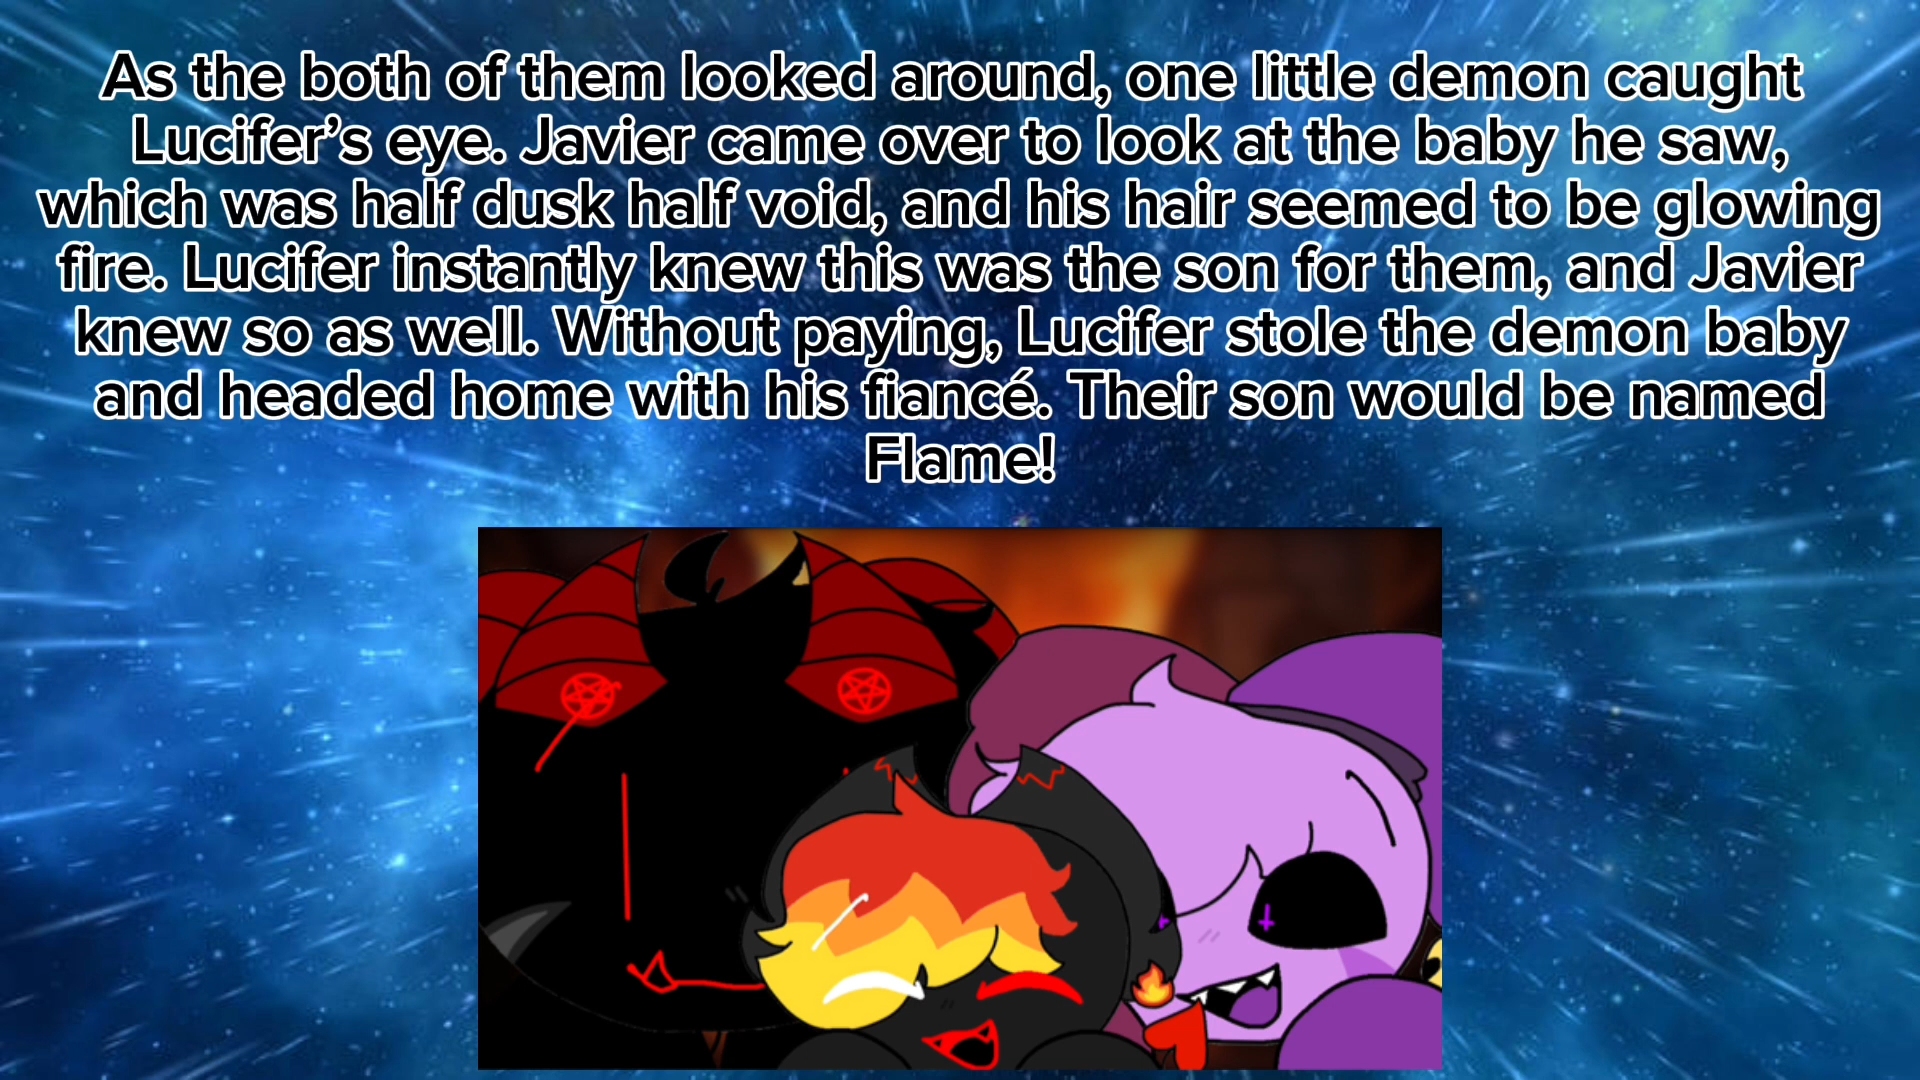 As the both of them looked around, one little demon caught
Lucifer’s eye. Javier came over to look at the baby he saw,
which was half dusk half void, and his hair seemed to be glowing
fire. Lucifer instantly knew this was the son for them, and Javier
knew so as well. Without paying, Lucifer stole the demon baby
and headed home with his fiancé. Their son would be named
Flame!